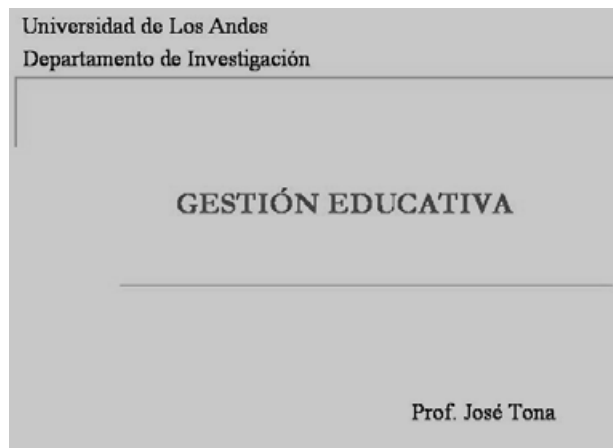 Universidad de Los Andes
Departamento de Investigación
GESTIÓN EDUCATIVA
Prof. José Tona